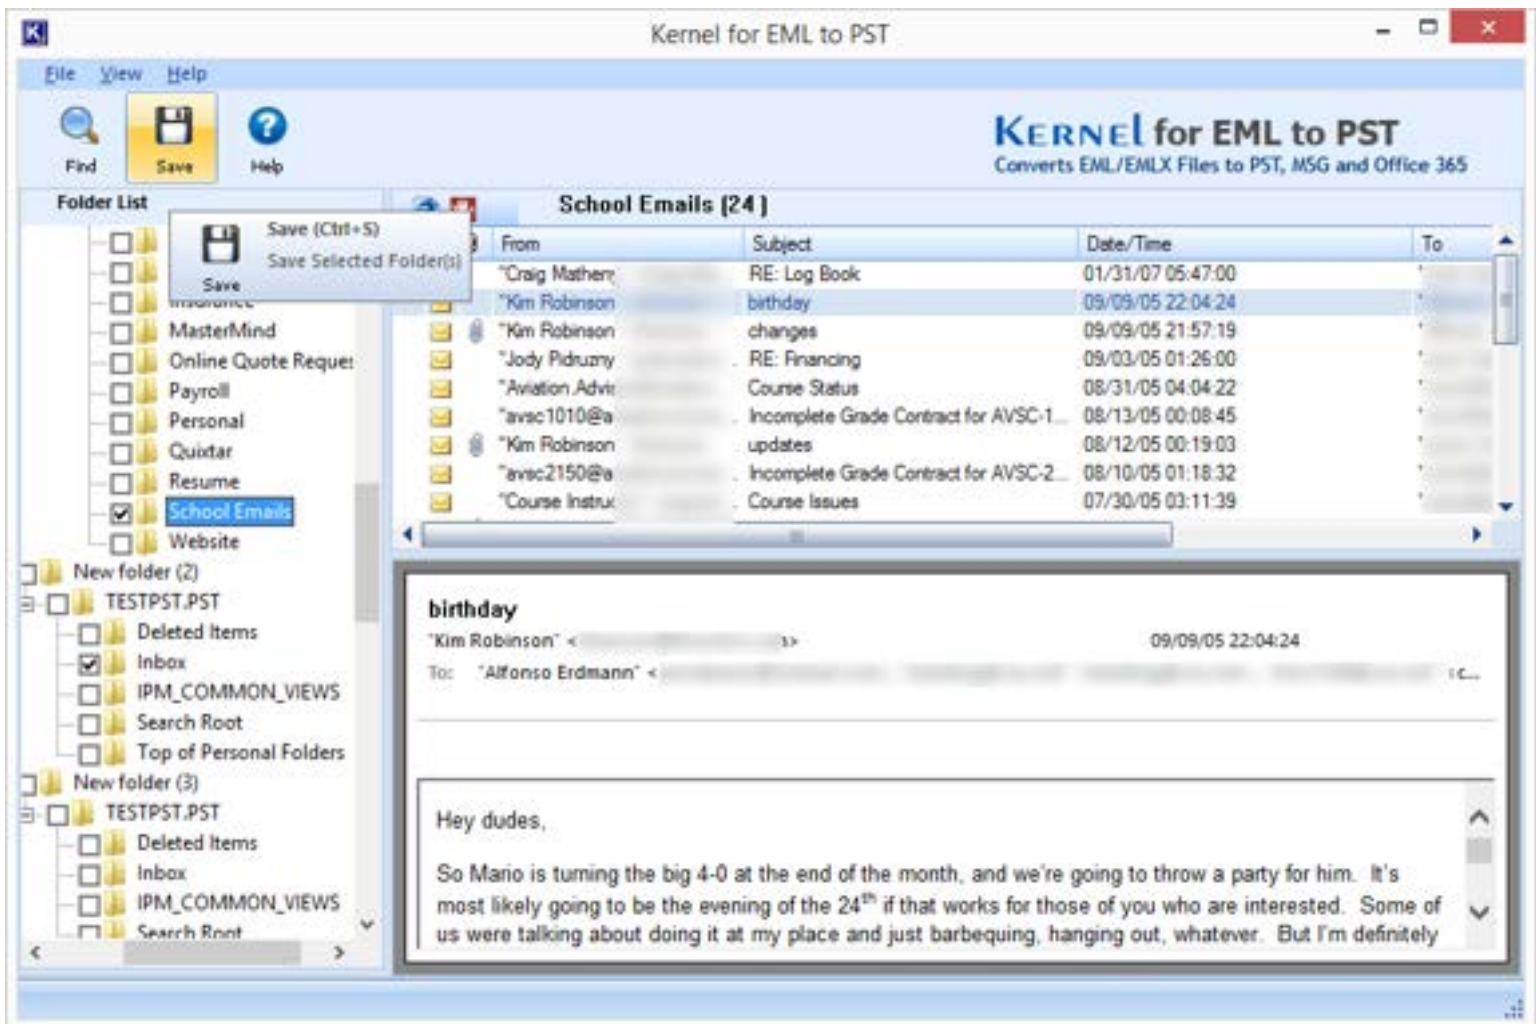 K
Kernel for EML to PST
File View Help
Find Save Help
KERNEL for EML to PST
Converts EML/EMLX Files to PST, MSG and Office 365
Folder List
Save (Ctrl+S)
Save Selected Folder(s)
Save
MasterMind
Online Quote Reques
Payroll
Personal
Quixtar
Resume
School Emails
Website
New folder (2)
TESTPST.PST
Deleted Items
Inbox
IPM_COMMON_VIEWS
Search Root
Top of Personal Folders
New folder (3)
TESTPST.PST
Deleted Items
Inbox
IPM_COMMON_VIEWS
Search Root
School Emails (24)
From Subject Date/Time To
"Craig Mathen RE: Log Book 01/31/07 05:47:00
"Kim Robinson birthday 09/09/05 22:04:24
"Kim Robinson changes 09/09/05 21:57:19
"Jody Pidruzny RE: Financing 09/03/05 01:26:00
"Aviation Advis Course Status 08/31/05 04:04:22
"avsc1010@a Incomplete Grade Contract for AVSC-1... 08/13/05 00:08:45
"Kim Robinson updates 08/12/05 00:19:03
"avsc2150@a Incomplete Grade Contract for AVSC-2... 08/10/05 01:18:32
"Course Instruc Course Issues 07/30/05 03:11:39
birthday
"Kim Robinson" < > 09/09/05 22:04:24
To: "Alfonso Erdmann" <
Hey dudes,
So Mario is turning the big 4-0 at the end of the month, and we're going to throw a party for him. It's
most likely going to be the evening of the 24th if that works for those of you who are interested. Some of
us were talking about doing it at my place and just barbequing, hanging out, whatever. But I'm definitely